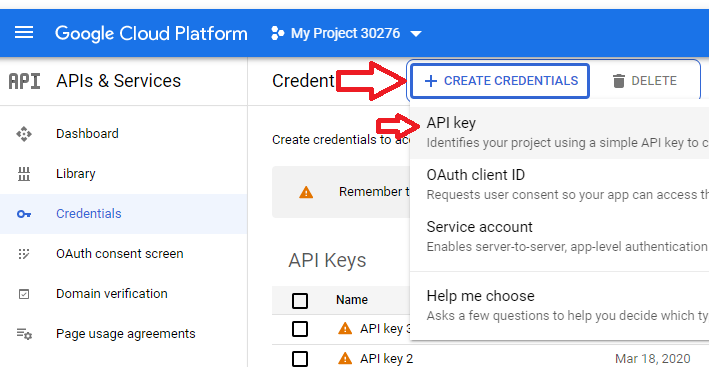 Google Cloud Platform
My Project 30276
API
APIs & Services
Credent
+ CREATE CREDENTIALS
DELETE
Dashboard
Library
Credentials
OAuth consent screen
Domain verification
Page usage agreements
Create credentials to
Remember
API Keys
Name
API key
API key 2
Mar 18, 2020
API key
Identifies your project using a simple API key to c
OAuth client ID
Requests user consent so your app can access
Service account
Enables server-to-server, app-level authentication
Help me choose
Asks a few questions to help you decide which